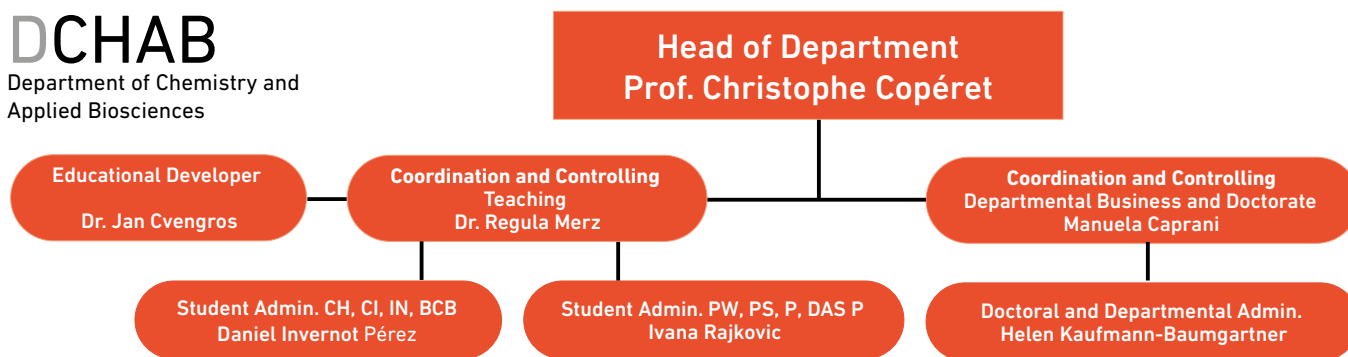 DCHAB
Department of Chemistry and
Applied Biosciences
Head of Department
Prof. Christophe Copéret
Educational Developer
Dr. Jan Cvengros
Coordination and Controlling
Teaching
Dr. Regula Merz
Coordination and Controlling
Departmental Business and Doctorate
Manuela Caprani
Student Admin. CH, CI, IN, BCB
Daniel Invernot Pérez
Student Admin. PW, PS, P, DAS P
Ivana Rajkovic
Doctoral and Departmental Admin.
Helen Kaufmann-Baumgartner